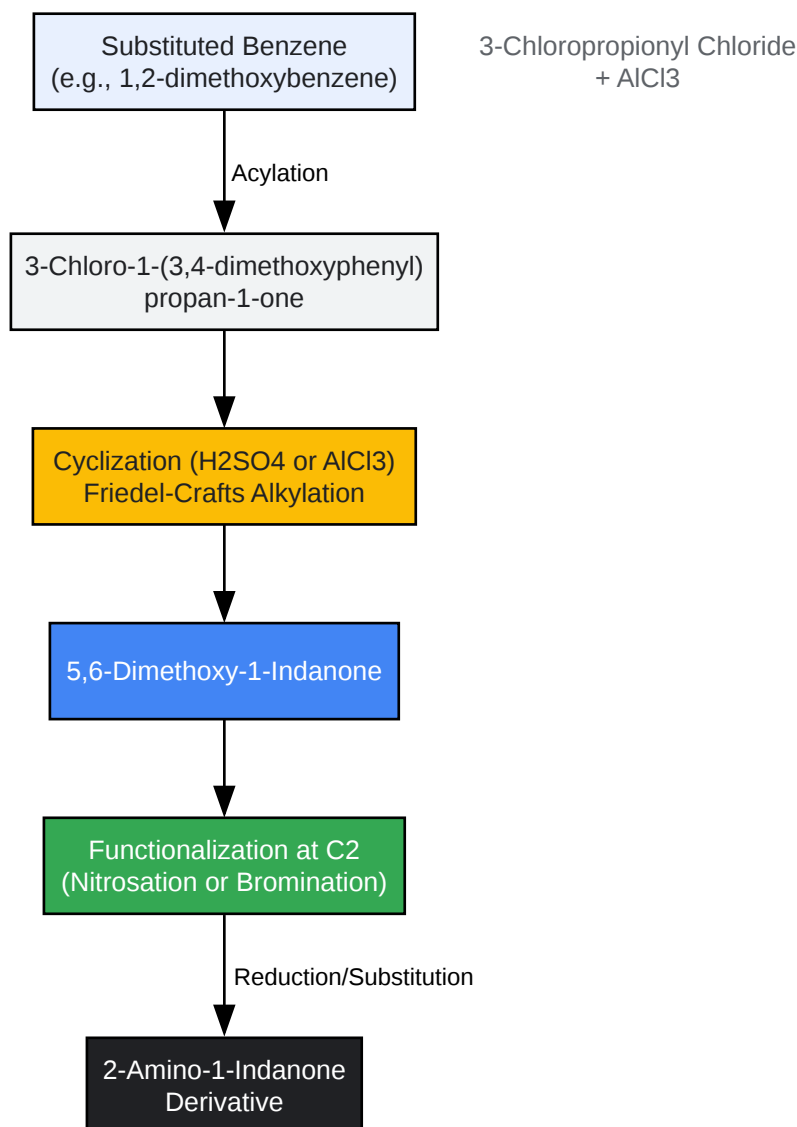 Substituted Benzene
(e.g., 1,2-dimethoxybenzene)
3-Chloropropionyl Chloride
+ AlCl3
Acylation
3-Chloro-1-(3,4-dimethoxyphenyl)
propan-1-one
Cyclization (H2SO4 or AlCl3)
Friedel-Crafts Alkylation
5,6-Dimethoxy-1-Indanone
Functionalization at C2
(Nitrosation or Bromination)
Reduction/Substitution
2-Amino-1-Indanone
Derivative